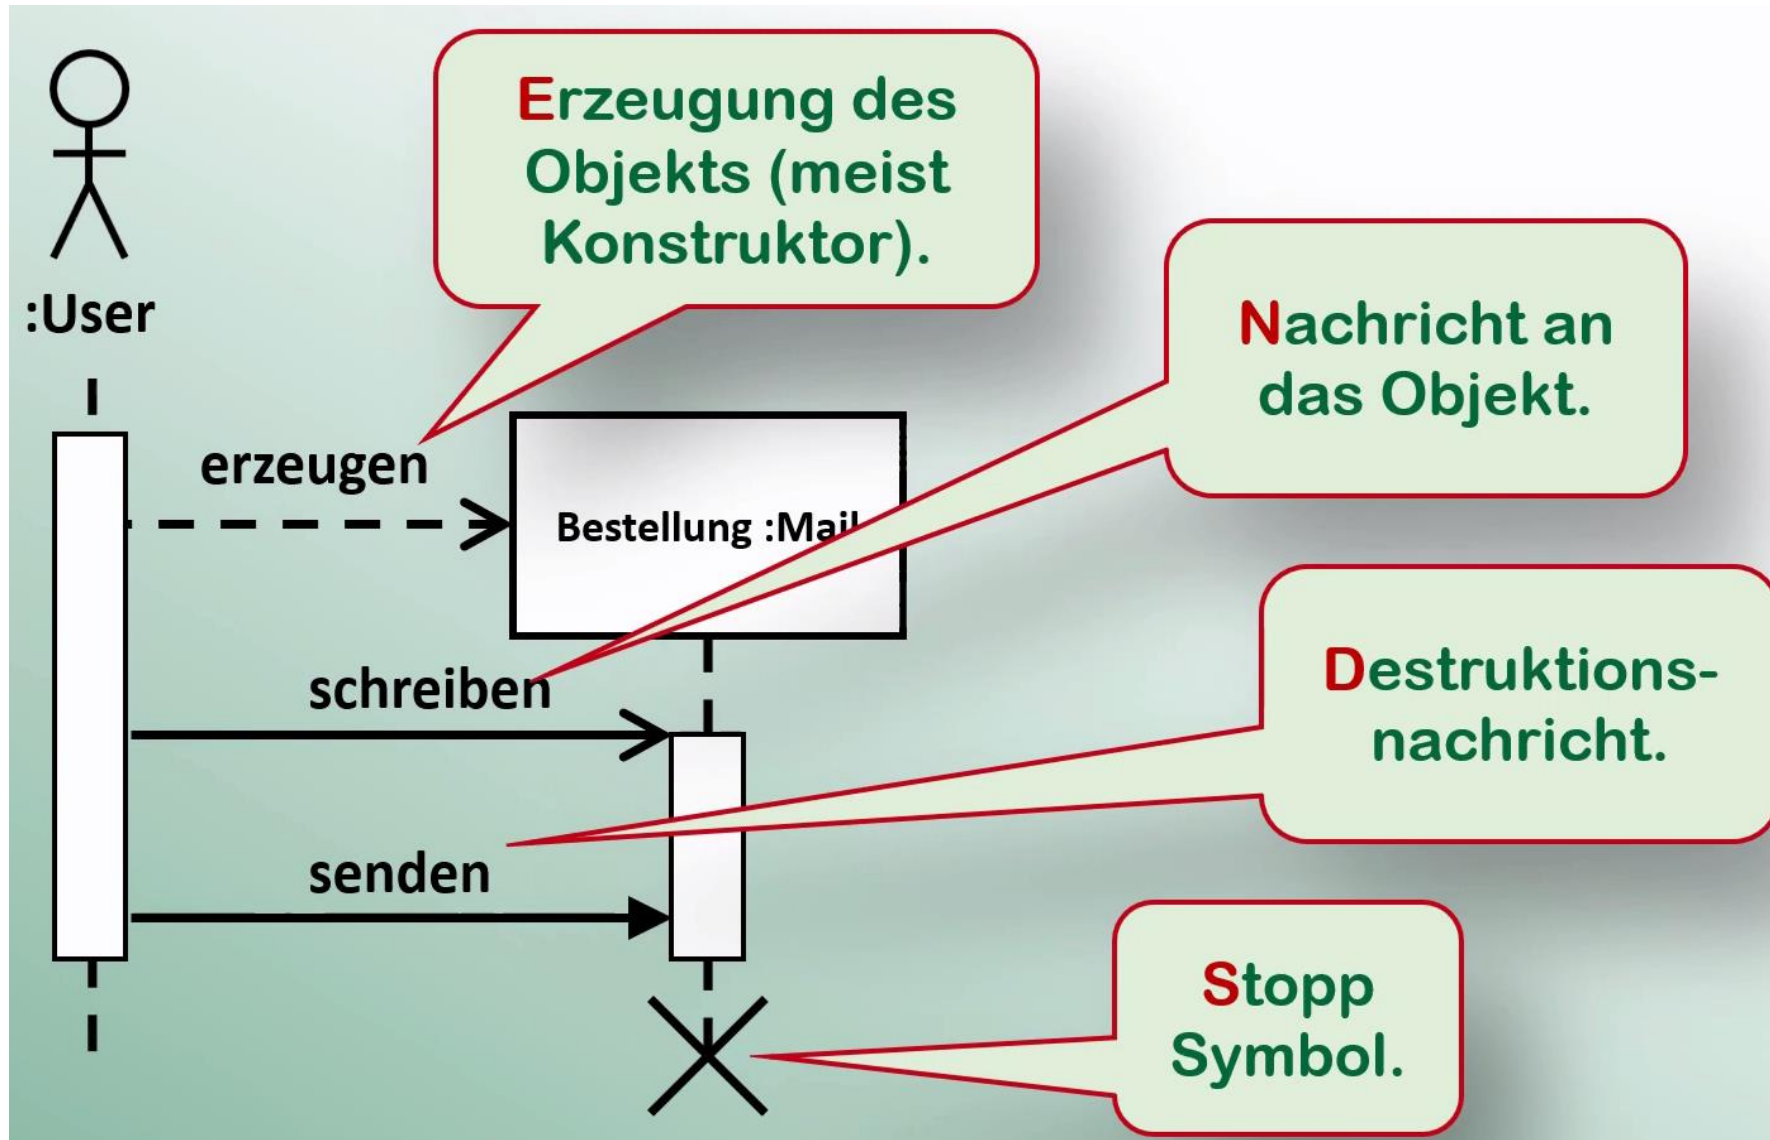 Erzeugung des
Objekts (meist
Konstruktor).
:User
Nachricht an
das Objekt.
erzeugen
Bestellung :Mail
schreiben
Destruktions-
nachricht.
senden
Stopp
Symbol.